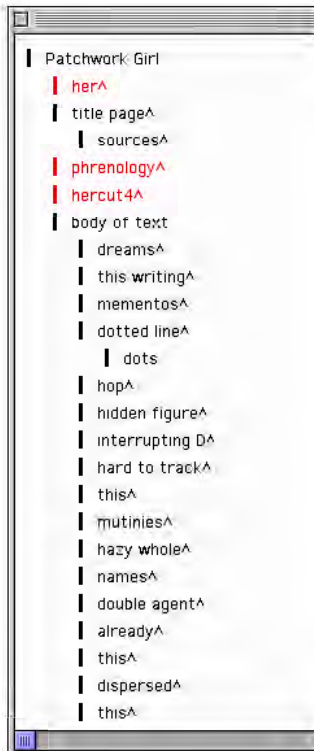 Patchwork Girl
her^
title page^
sources^
phrenology^
hercut4^
body of text
dreams^
this writing^
mementos^
dotted line^
dots
hop^
hidden figure^
interrupting D^
hard to track^
this^
mutinies^
hazy whole^
names^
double agent^
already^
this^
dispersed^
this^